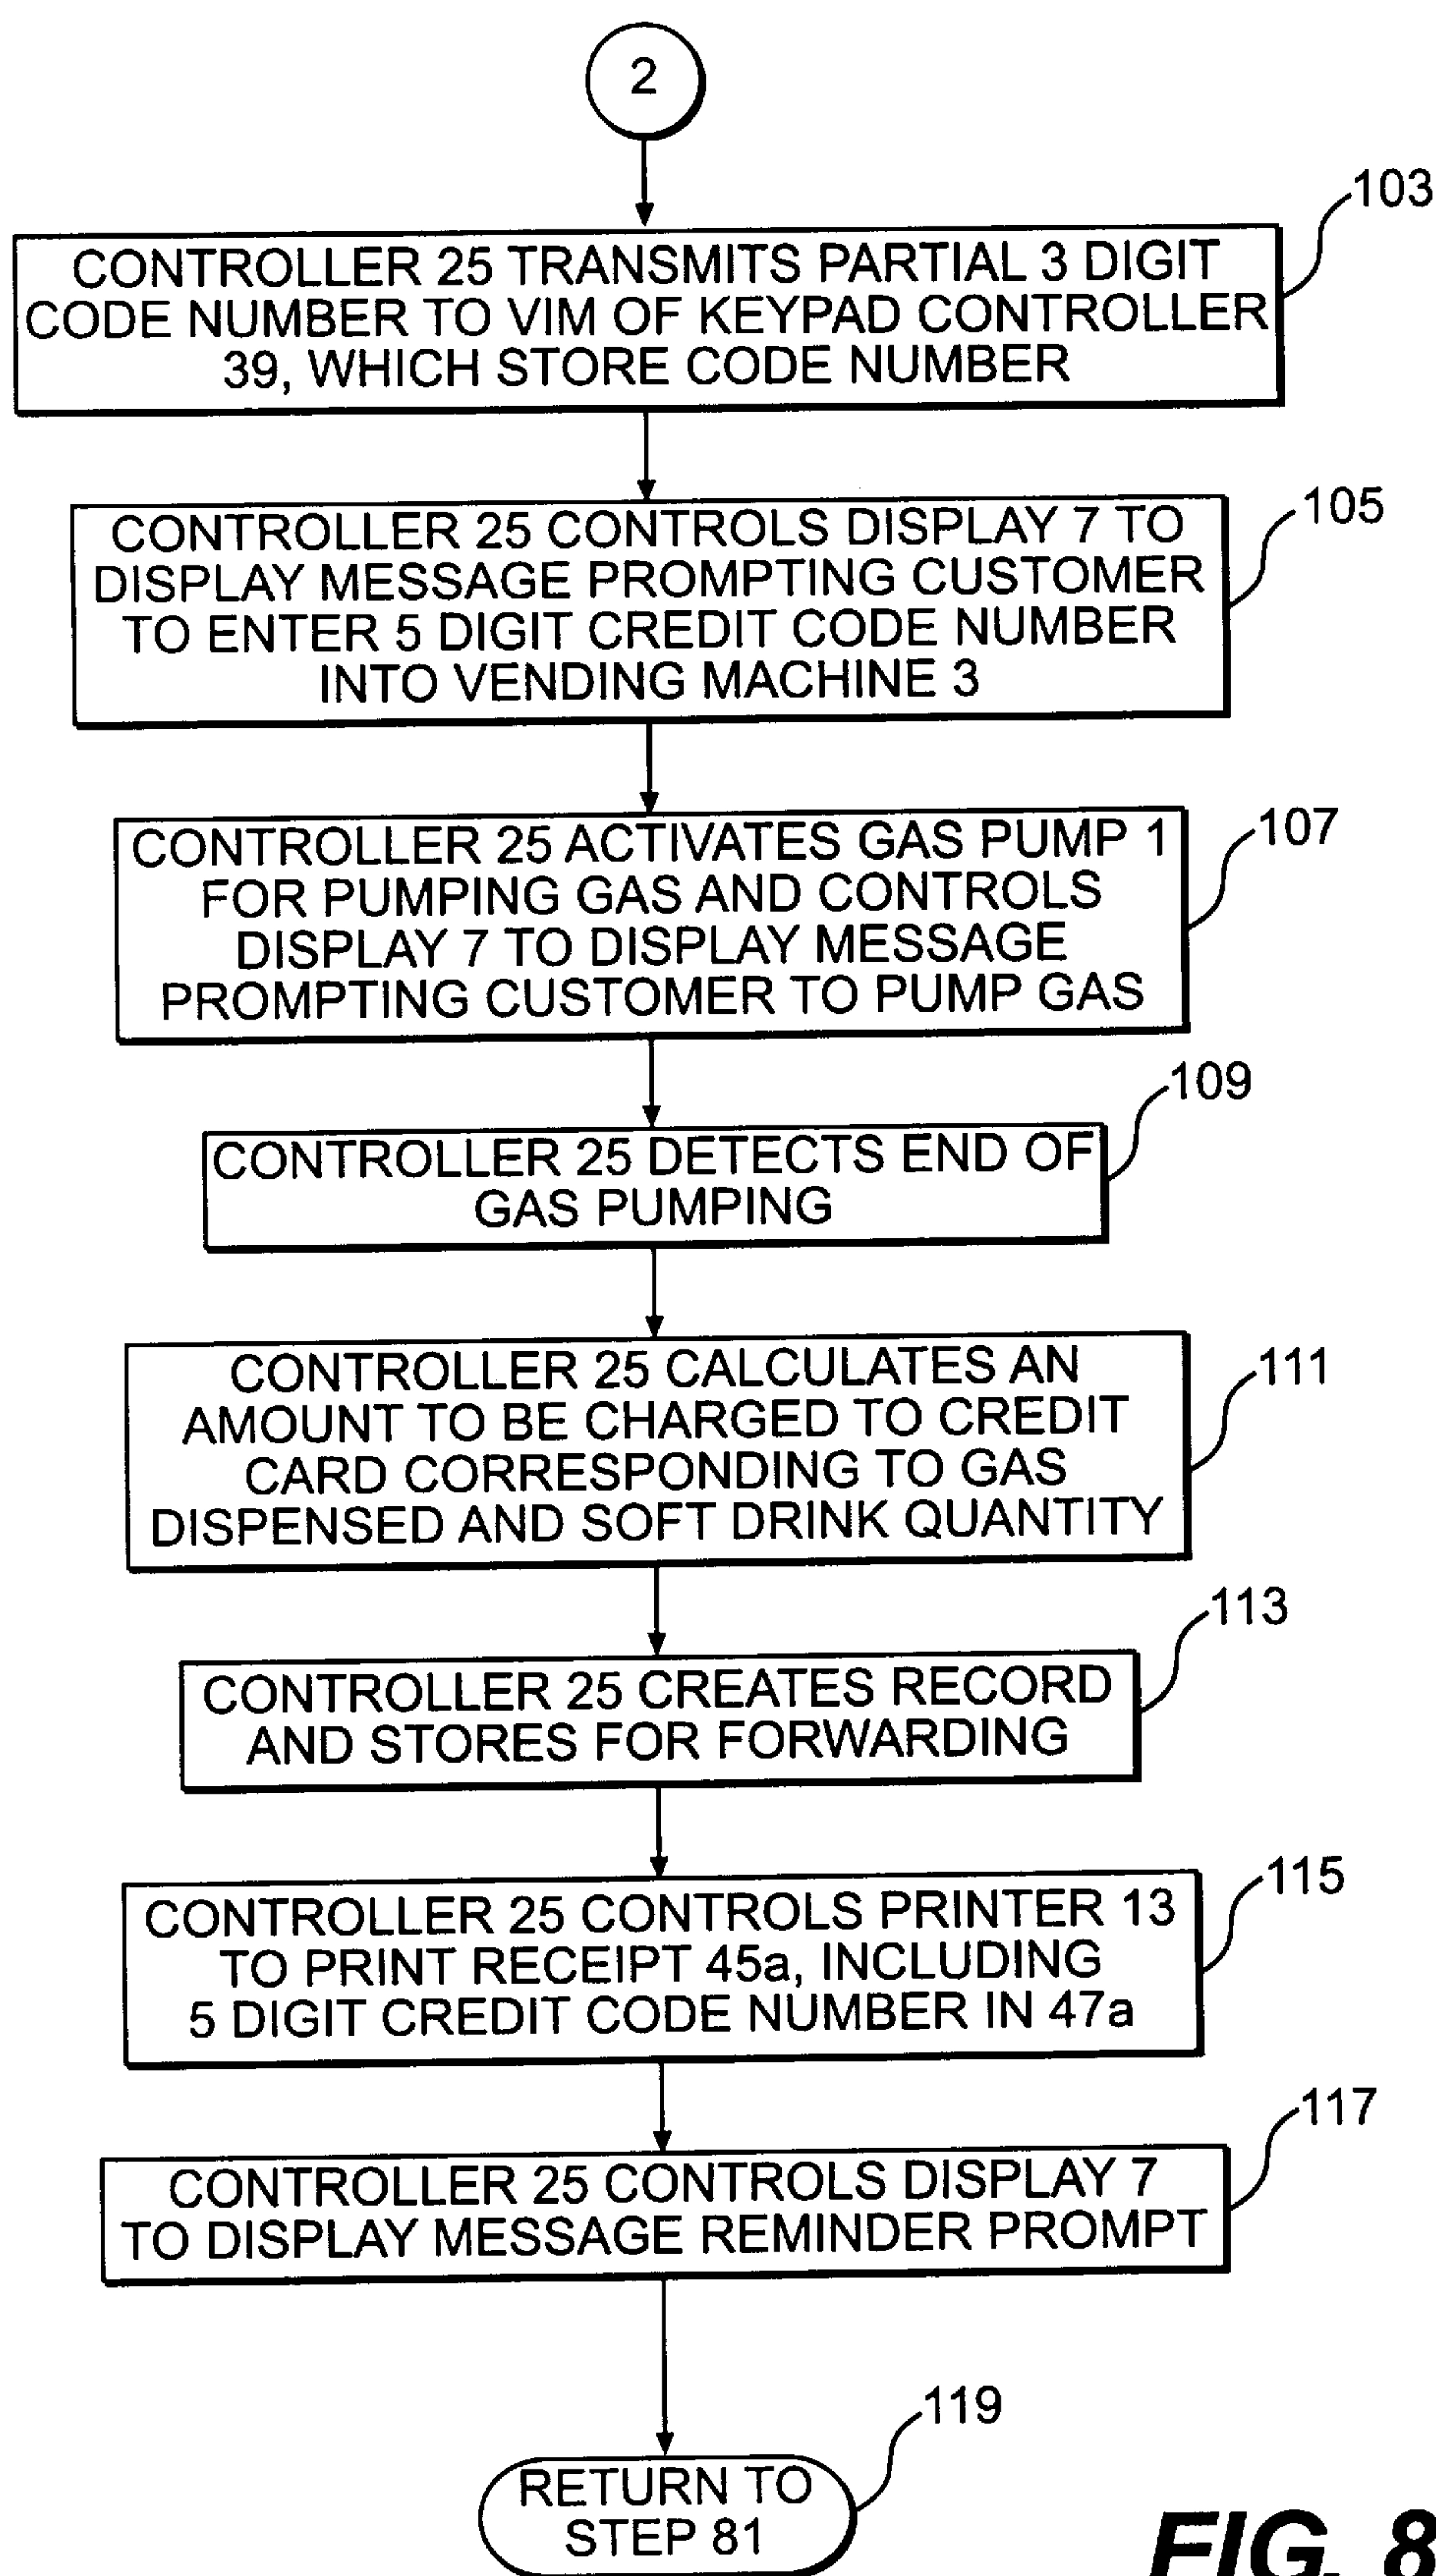 2
103
CONTROLLER 25 TRANSMITS PARTIAL 3 DIGIT
CODE NUMBER TO VIM OF KEYPAD CONTROLLER
39, WHICH STORE CODE NUMBER
105
CONTROLLER 25 CONTROLS DISPLAY 7 TO
DISPLAY MESSAGE PROMPTING CUSTOMER
TO ENTER 5 DIGIT CREDIT CODE NUMBER
INTO VENDING MACHINE 3
107
CONTROLLER 25 ACTIVATES GAS PUMP 1
FOR PUMPING GAS AND CONTROLS
DISPLAY 7 TO DISPLAY MESSAGE
PROMPTING CUSTOMER TO PUMP GAS
109
CONTROLLER 25 DETECTS END OF
GAS PUMPING
111
CONTROLLER 25 CALCULATES AN
AMOUNT TO BE CHARGED TO CREDIT
CARD CORRESPONDING TO GAS
DISPENSED AND SOFT DRINK QUANTITY
113
CONTROLLER 25 CREATES RECORD
AND STORES FOR FORWARDING
115
CONTROLLER 25 CONTROLS PRINTER 13
TO PRINT RECEIPT 45a, INCLUDING
5 DIGIT CREDIT CODE NUMBER IN 47a
117
CONTROLLER 25 CONTROLS DISPLAY 7
TO DISPLAY MESSAGE REMINDER PROMPT
119
RETURN TO
STEP 81
FIG. 8